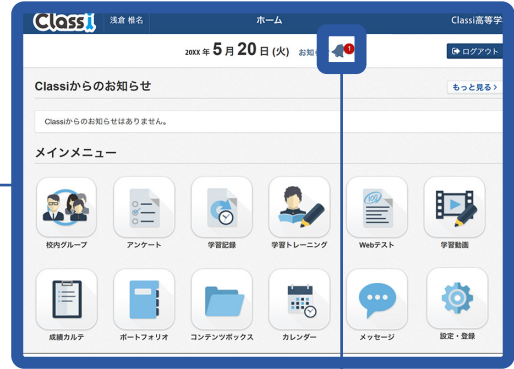 Classi 浅倉 椎名 ホーム Classi高等学
20XX 年 5 月 20 日 (火) お知 1 ログアウト
Classiからのお知らせ もっと見る >
Classiからのお知らせはありません。
メインメニュー
100
校内グループ アンケート 学習記録 学習トレーニング Webテスト 学習動画
成績カルテ ポートフォリオ コンテンツボックス カレンダー メッセージ 設定・登録